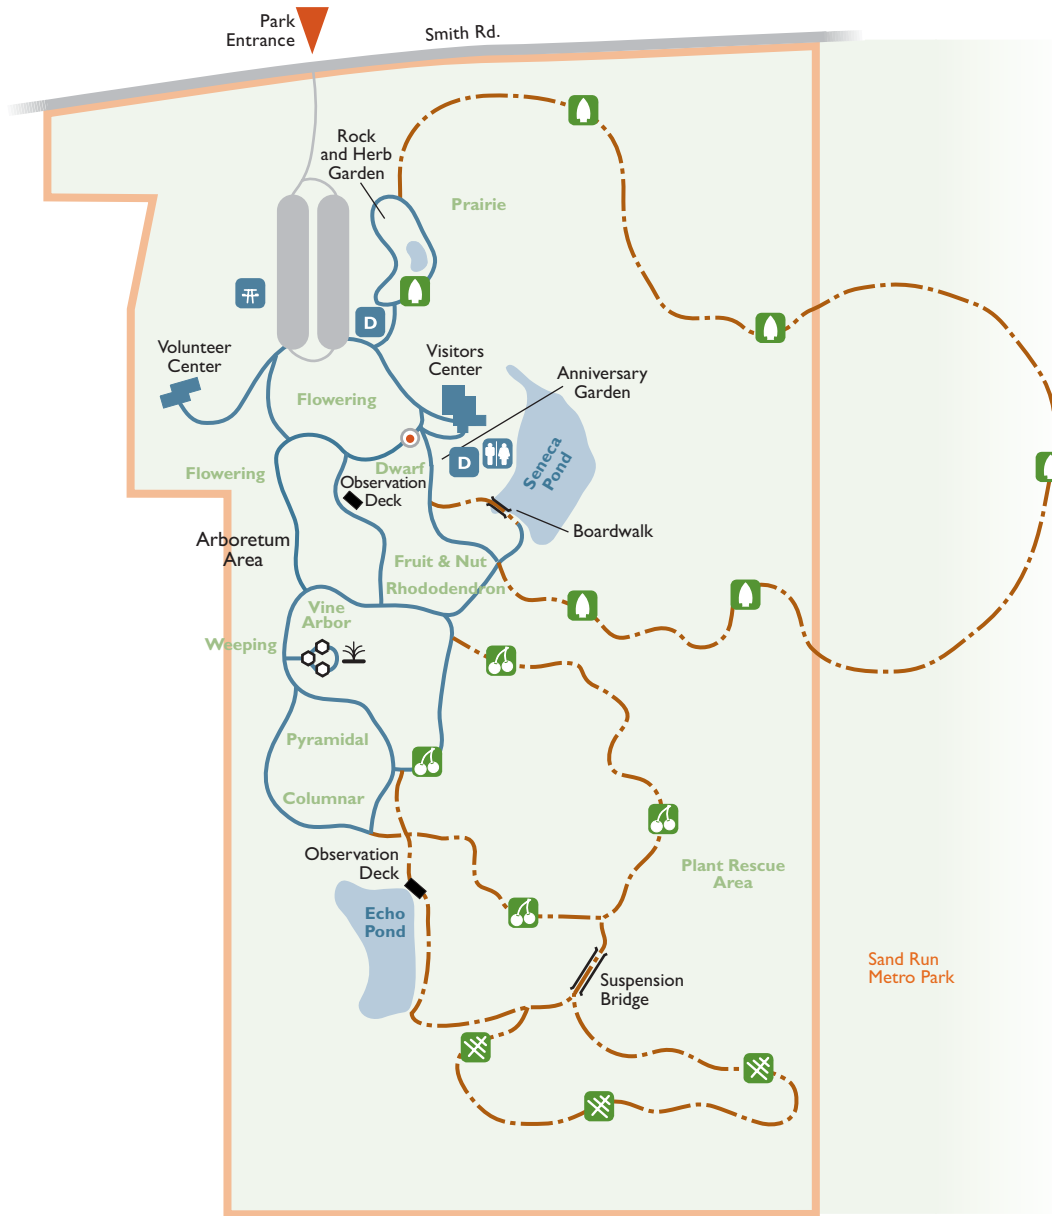 Park
Entrance
Smith Rd.
Rock
and Herb
Garden
Prairie
D
Volunteer
Center
Visitors
Center
Anniversary
Garden
Flowering
Seneca
Pond
Flowering
Dwarf
D
Observation
Deck
Boardwalk
Arboretum
Area
Fruit & Nut
Rhododendron
Vine
Arbor
Weeping
Pyramidal
Columnar
Observation
Deck
Plant Rescue
Area
Echo
Pond
Sand Run
Metro Park
Suspension
Bridge